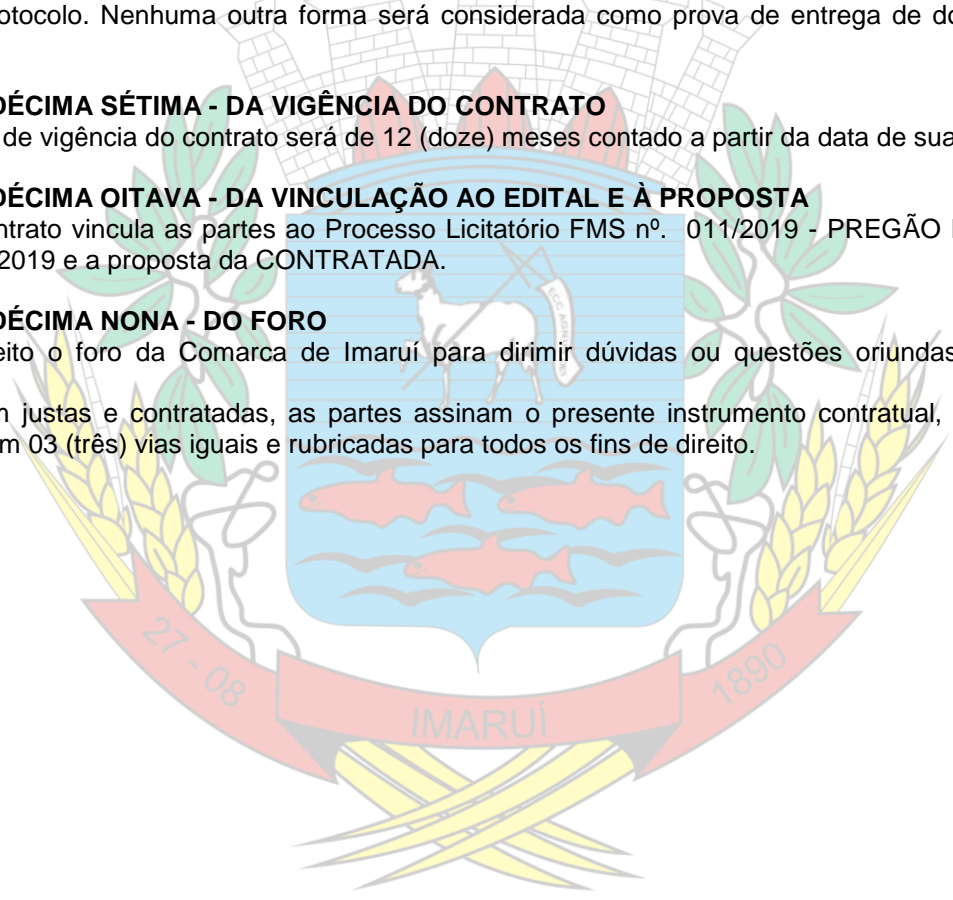 otocolo. Nenhuma outra forma será considerada como prova de entrega de do
DÉCIMA SÉTIMA - DA VIGÊNCIA DO CONTRATO
de vigência do contrato será de 12 (doze) meses contado a partir da data de sua
DÉCIMA OITAVA - DA VINCULAÇÃO AO EDITAL E À PROPOSTA
ntrato vincula as partes ao Processo Licitatório FMS nº. 011/2019 - PREGÃO
2019 e a proposta da CONTRATADA.
DÉCIMA NONA - DO FORO
eito o foro da Comarca de Imaruí para dirimir dúvidas ou questões oriundas
m justas e contratadas, as partes assinam o presente instrumento contratual,
m 03 (três) vias iguais e rubricadas para todos os fins de direito.
27 - 08
IMARUÍ
1890